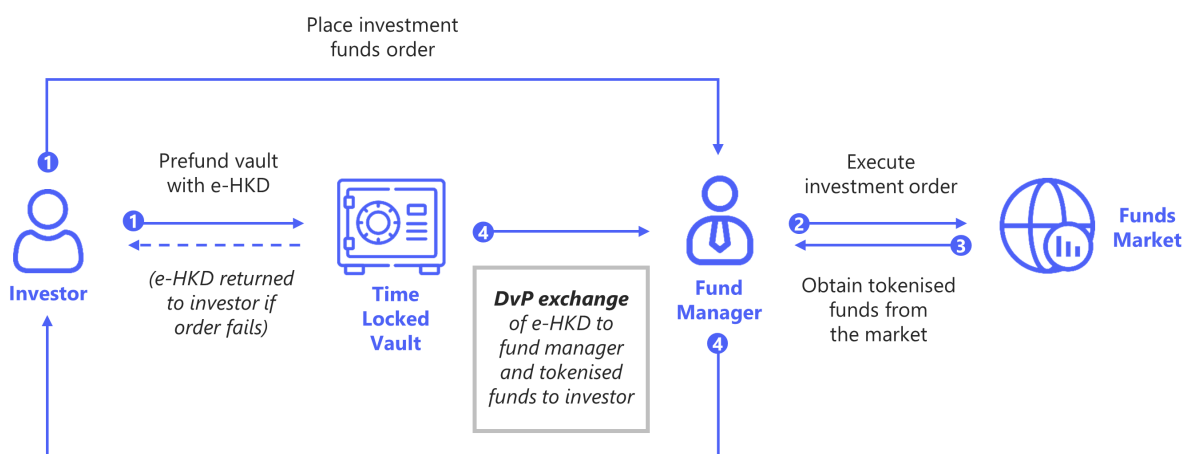 Place investment
funds order
1
Prefund vault
with e-HKD
1
(e-HKD returned
to investor if
order fails)
Investor
Time
Locked
Vault
4
DvP exchange
of e-HKD to
fund manager
and tokenised
funds to investor
Fund
Manager
4
Execute
investment order
2
3
Obtain tokenised
funds from
the market
Funds
Market